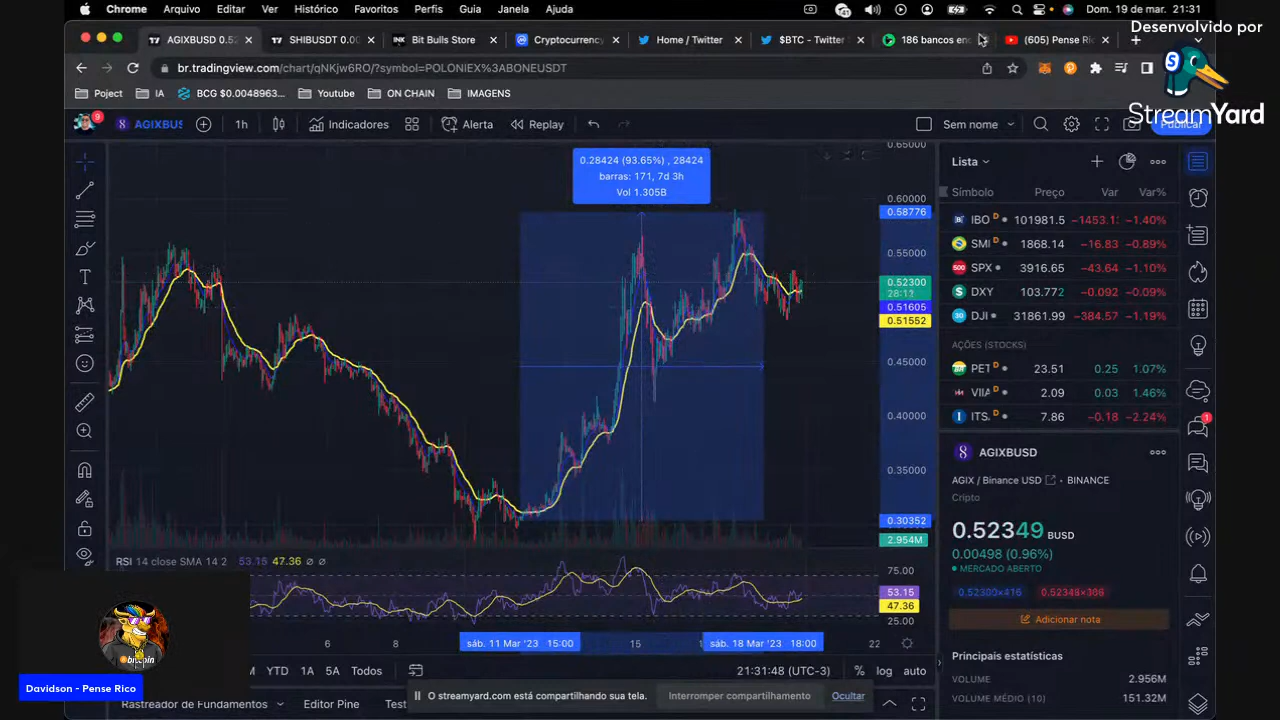 Chrome Arquivo Editar Ver Histórico Favoritos Perfis Guia Janela Ajuda
Dom. 19 de mar. 21:31
Desenvolvido por
StreamYard
AGIXBUSD 0.52
SHIBUSDT 0.00
Bit Bulls Store
Cryptocurrency
Home / Twitter
$BTC - Twitter
186 bancos en
(605) Pense Ri
br.tradingview.com/chart/qNKjw6RO/?symbol=POLONIEX%3ABONEUSDT
Poject IA BCG $0.0048963... Youtube ON CHAIN IMAGENS
9
AGIXBUS 1h Indicadores Alerta Replay
Sem nome
Publicar
0.28424 (93.65%) , 28424
barras: 171, 7d 3h
Vol 1.305B
0.65000
0.60000
0.58776
0.55000
0.52300
28:12
0.51605
0.51552
0.45000
0.40000
0.35000
0.30352
2.954M
Lista
Símbolo Preço Var Var%
IBO D 101981.5 −1453.1 −1.40%
SMI D 1868.14 −16.83 −0.89%
SPX 3916.65 −43.64 −1.10%
DXY 103.772 −0.092 −0.09%
DJI 31861.99 −384.57 −1.19%
AÇÕES (STOCKS)
PET D 23.51 0.25 1.07%
VIIA 2.09 0.03 1.46%
ITS. D 7.86 −0.18 −2.24%
1
AGIXBUSD
AGIX / Binance USD BINANCE
Cripto
0.52349 BUSD
0.00498 (0.96%)
MERCADO ABERTO
Adicionar nota
Principais estatísticas
VOLUME 2.956M
VOLUME MÉDIO (10) 151.32M
RSI 14 close SMA 14 2 53.15 47.36
75.00
53.15
47.36
25.00
6 8 sáb. 11 Mar '23 15:00 15 sáb. 18 Mar '23 18:00 22
YTD 1A 5A Todos
21:31:48 (UTC-3) % log auto
Davidson - Pense Rico
O streamyard.com está compartilhando sua tela. Interromper compartilhamento Ocultar
Rastreador de Fundamentos Editor Pine Test